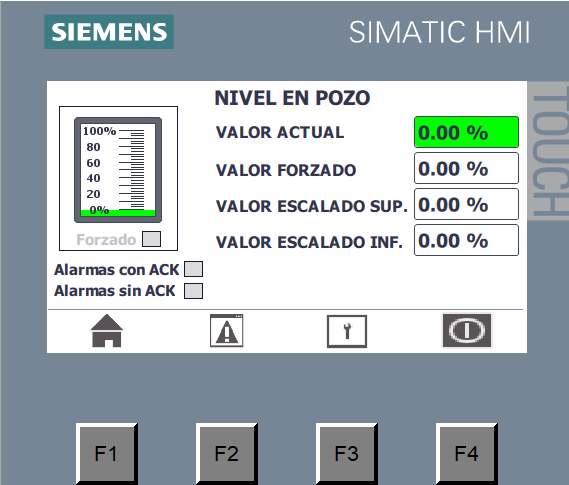 SIEMENS
SIMATIC HMI
TOUCH
NIVEL EN POZO
100%
80
60
40
20
0%
Forzado
VALOR ACTUAL 0.00 %
VALOR FORZADO 0.00 %
VALOR ESCALADO SUP. 0.00 %
VALOR ESCALADO INF. 0.00 %
Alarmas con ACK
Alarmas sin ACK
F1 F2 F3 F4